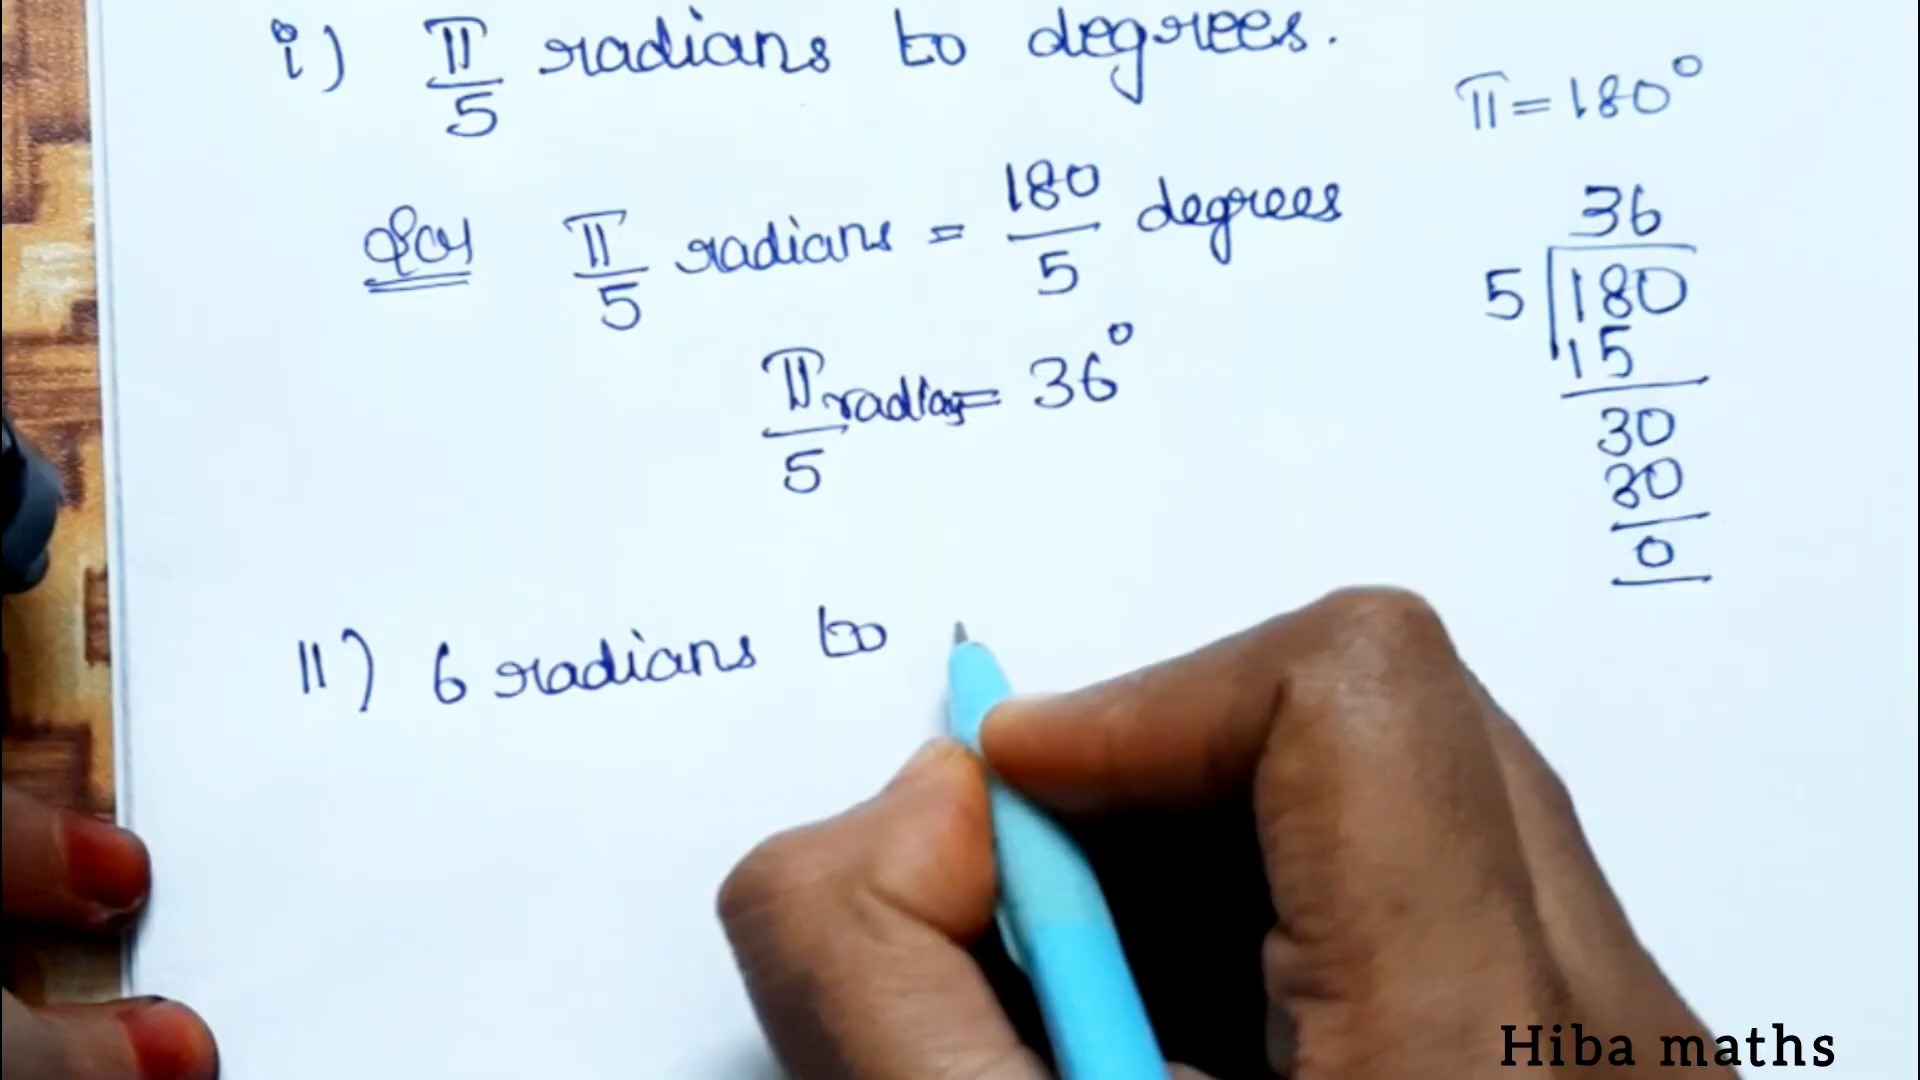 i) π/5 radians to degrees.
π = 180°
Sol π/5 radians = 180/5 degrees
π/5 radians = 36°
36
5 180
15
30
30
0
11) 6 radians to
Hiba maths